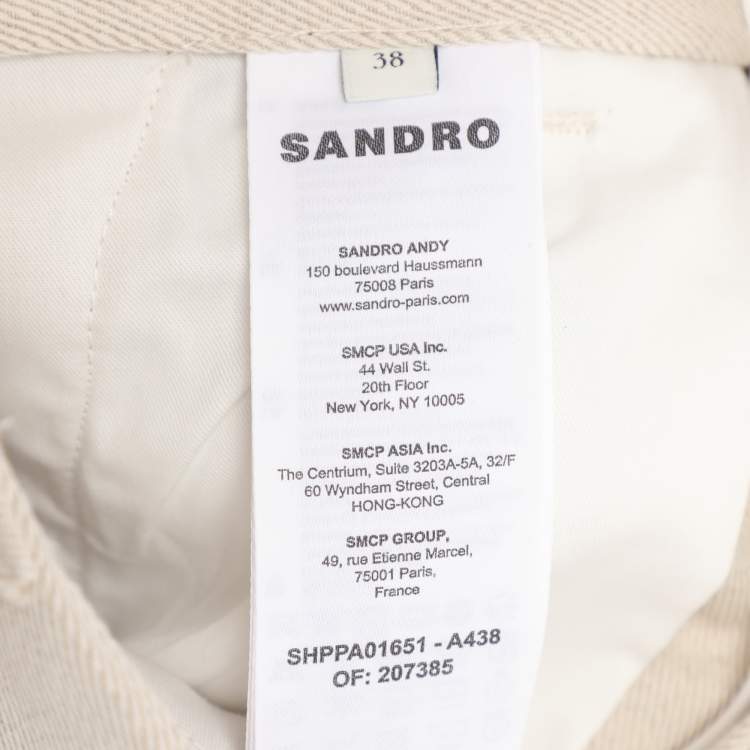 38
SANDRO
SANDRO ANDY
150 boulevard Haussmann
75008 Paris
www.sandro-paris.com
SMCP USA Inc.
44 Wall St.
20th Floor
New York, NY 10005
SMCP ASIA Inc.
The Centrium, Suite 3203A-5A, 32/F
60 Wyndham Street, Central
HONG-KONG
SMCP GROUP,
49, rue Etienne Marcel,
75001 Paris,
France
SHPPA01651 - A438
OF: 207385